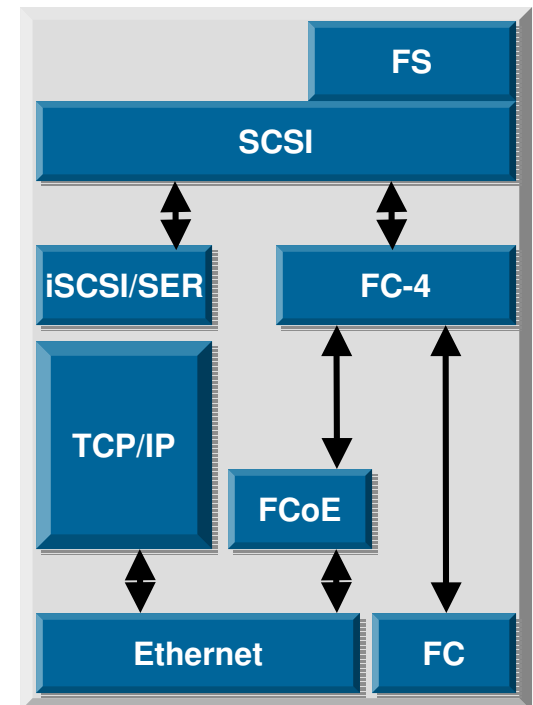 FS
SCSI
iSCSI/SER
FC-4
TCP/IP
FCoE
Ethernet
FC